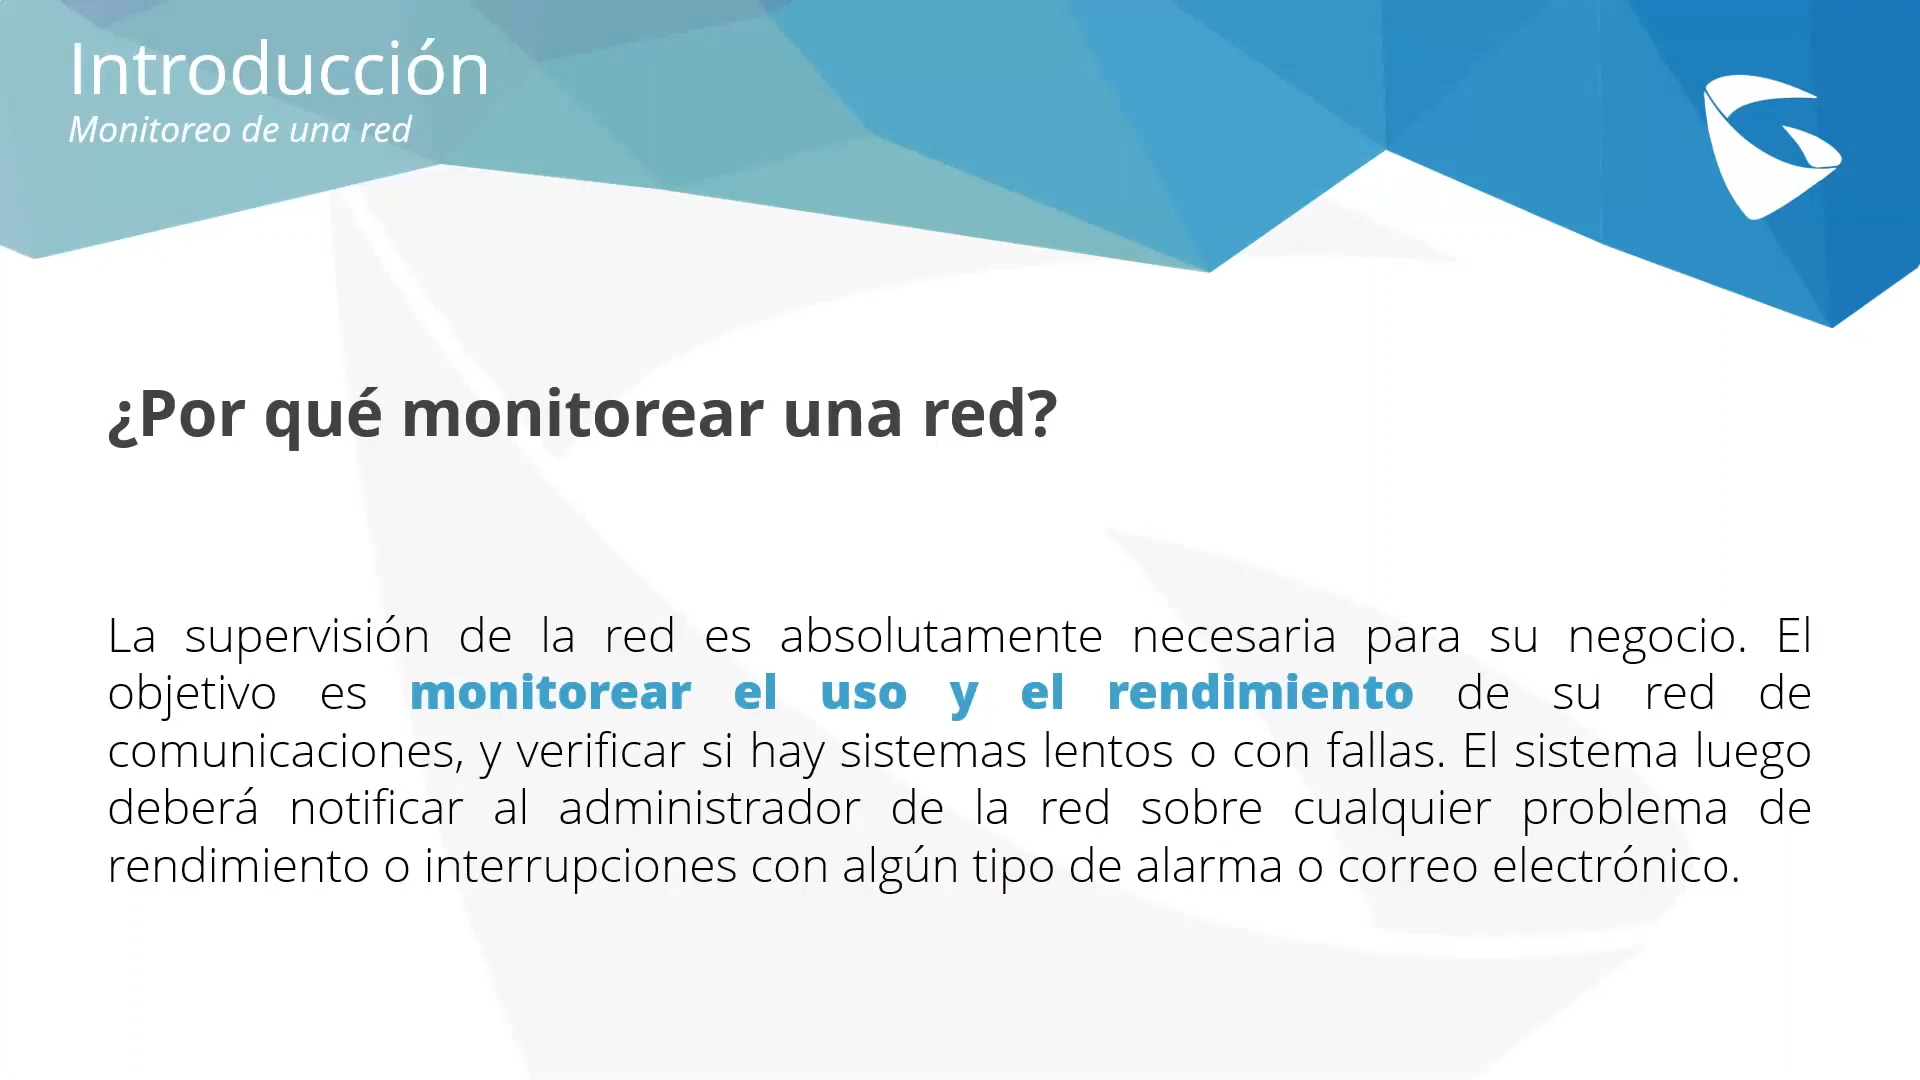 Introducción
Monitoreo de una red
¿Por qué monitorear una red?
La supervisión de la red es absolutamente necesaria para su negocio. El
objetivo es monitorear el uso y el rendimiento de su red de
comunicaciones, y verificar si hay sistemas lentos o con fallas. El sistema luego
deberá notificar al administrador de la red sobre cualquier problema de
rendimiento o interrupciones con algún tipo de alarma o correo electrónico.